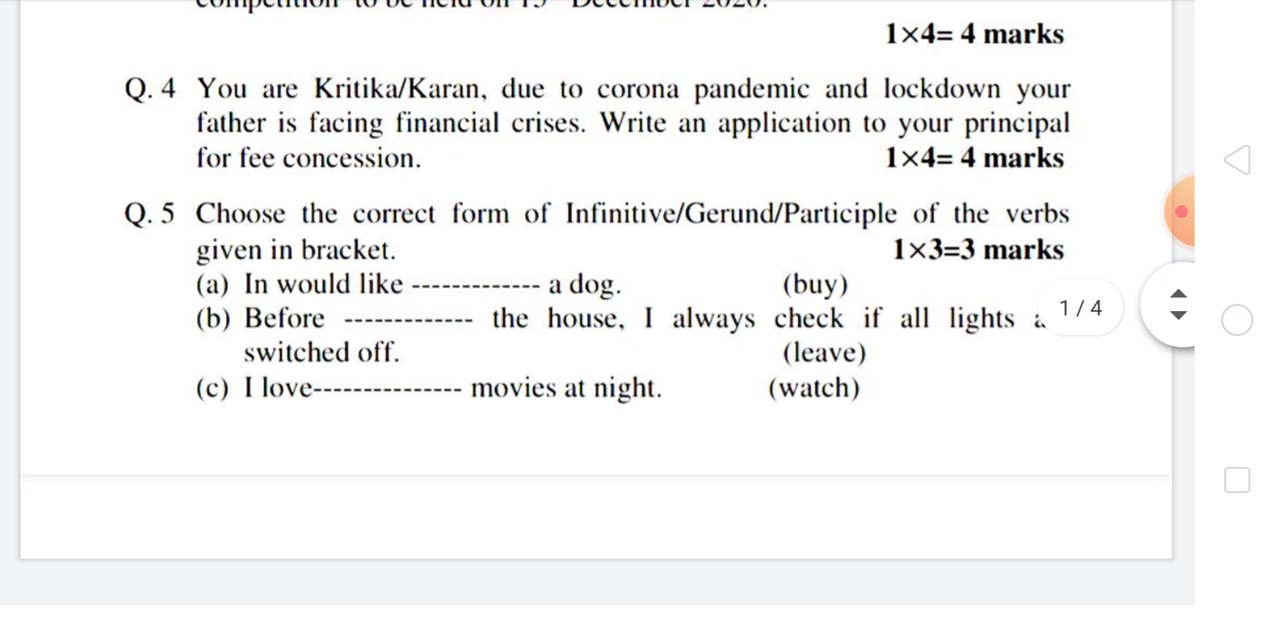 1×4= 4 marks
Q. 4 You are Kritika/Karan, due to corona pandemic and lockdown your
father is facing financial crises. Write an application to your principal
for fee concession. 1×4= 4 marks
Q. 5 Choose the correct form of Infinitive/Gerund/Participle of the verbs
given in bracket. 1×3=3 marks
(a) In would like ------------- a dog. (buy)
(b) Before ------------- the house, I always check if all lights
switched off. (leave)
(c) I love--------------- movies at night. (watch)
1 / 4